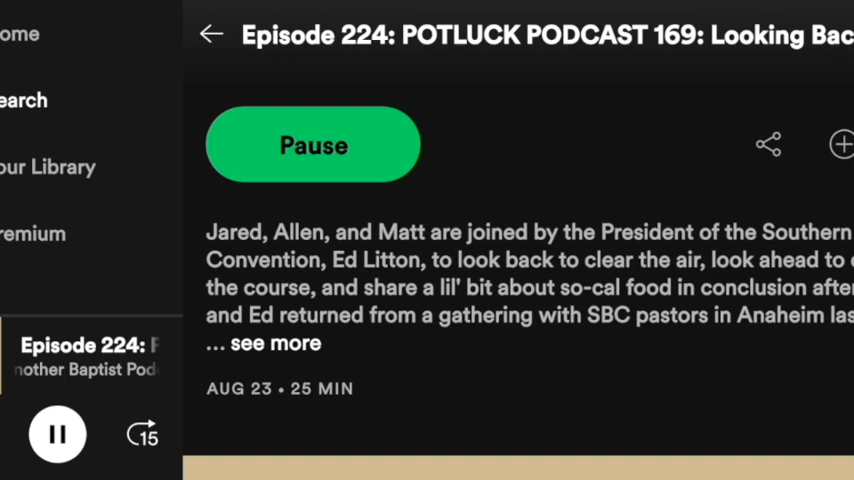 ome
earch
our Library
remium
Episode 224:
nother Baptist Pod
15
Episode 224: POTLUCK PODCAST 169: Looking Bac
Pause
Jared, Allen, and Matt are joined by the President of the Southern
Convention, Ed Litton, to look back to clear the air, look ahead to
the course, and share a lil' bit about so-cal food in conclusion after
and Ed returned from a gathering with SBC pastors in Anaheim las
... see more
AUG 23 • 25 MIN